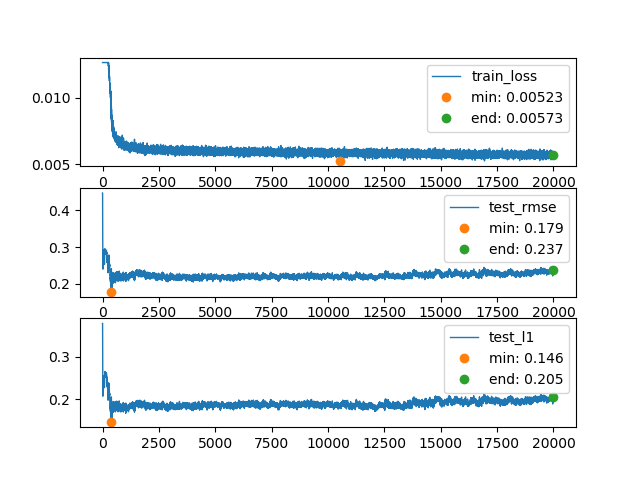 train_loss
min: 0.00523
end: 0.00573
0.010
0.005
0 2500 5000 7500 10000 12500 15000 17500 20000
test_rmse
min: 0.179
end: 0.237
0.4
0.3
0.2
0 2500 5000 7500 10000 12500 15000 17500 20000
test_l1
min: 0.146
end: 0.205
0.3
0.2
0 2500 5000 7500 10000 12500 15000 17500 20000